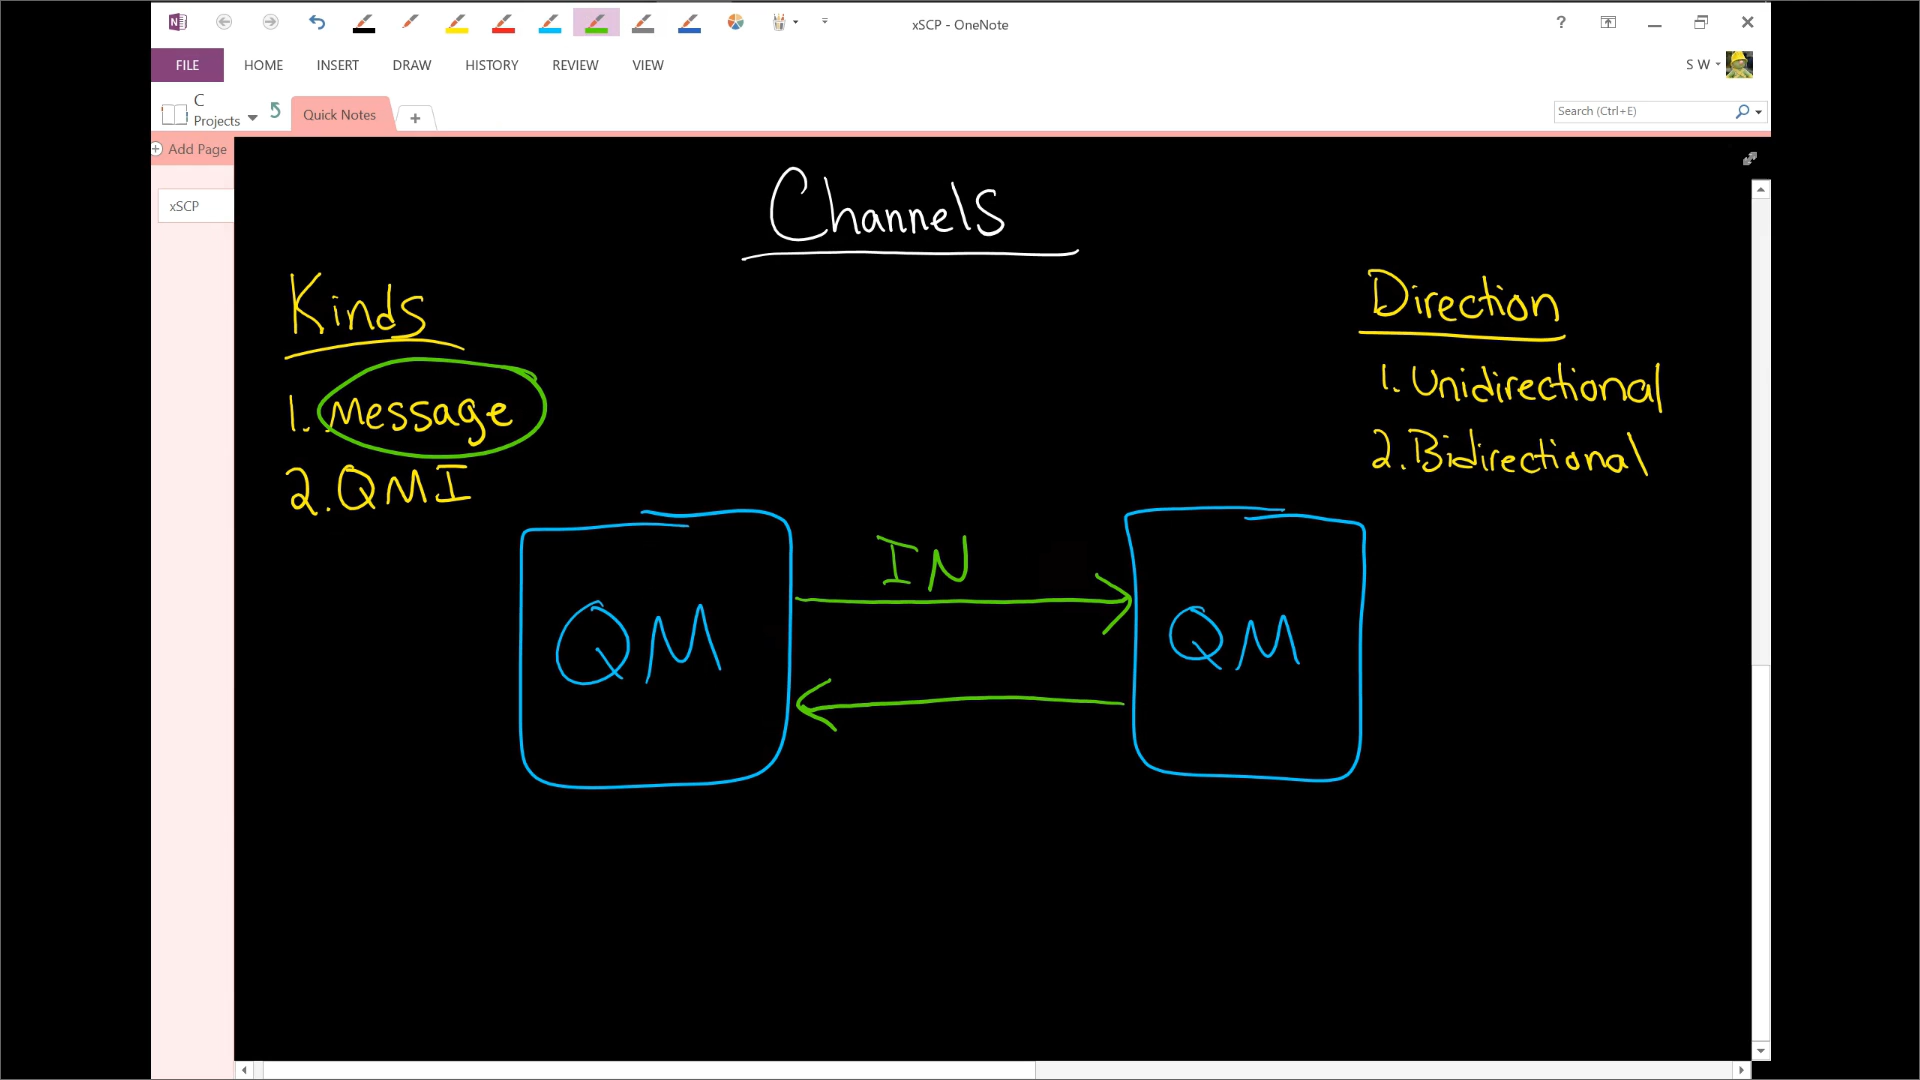 xSCP - OneNote
?
FILE HOME INSERT DRAW HISTORY REVIEW VIEW
S W
C
Projects
Quick Notes
+
Search (Ctrl+E)
Add Page
xSCP
Channels
Kinds
1. Message
2. QMI
Direction
1. Unidirectional
2. Bidirectional
IN
QM
QM